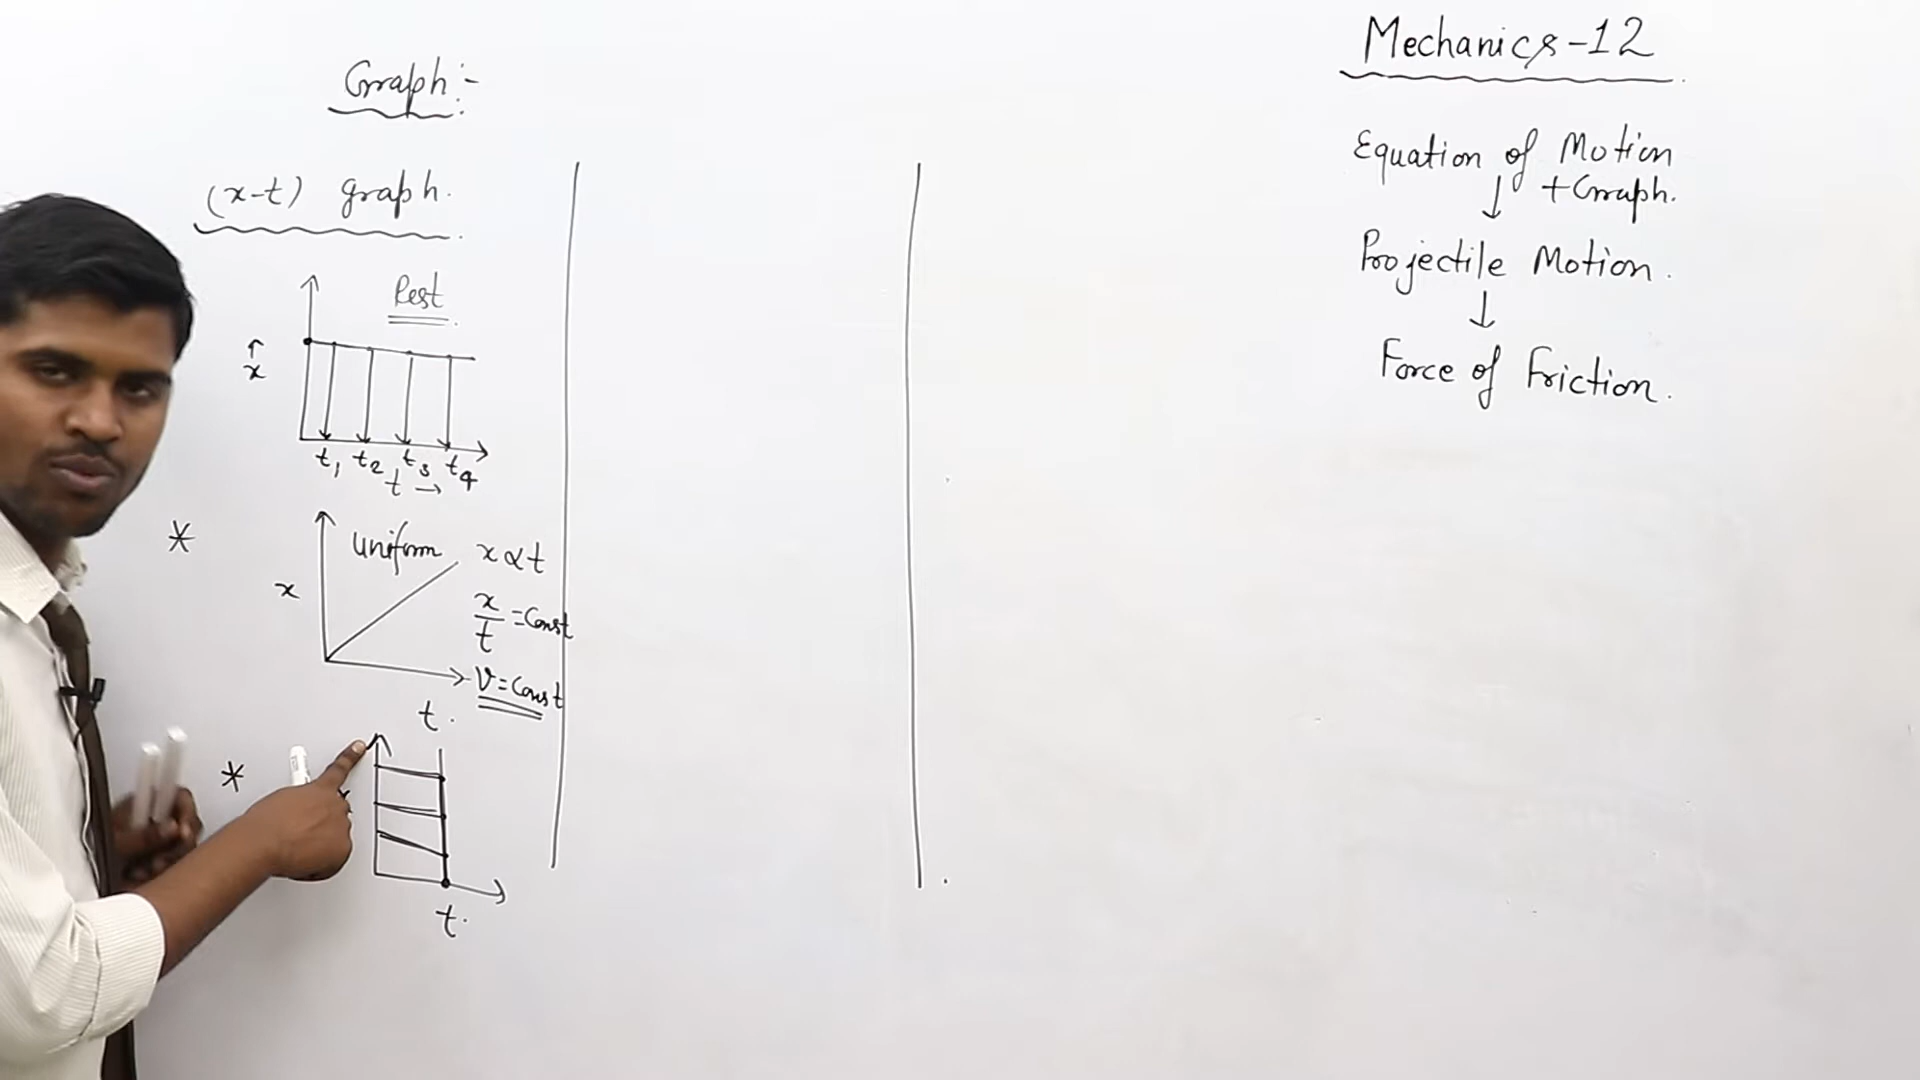 Graph:-
(x-t) graph.
Rest
↑
x
t1 t2 t3 t4
t →
*
uniform x α t
x
x/t = Const
V = Const
t.
*
x
t.
Mechanics-12
Equation of Motion
↓ + Graph.
Projectile Motion.
↓
Force of Friction.